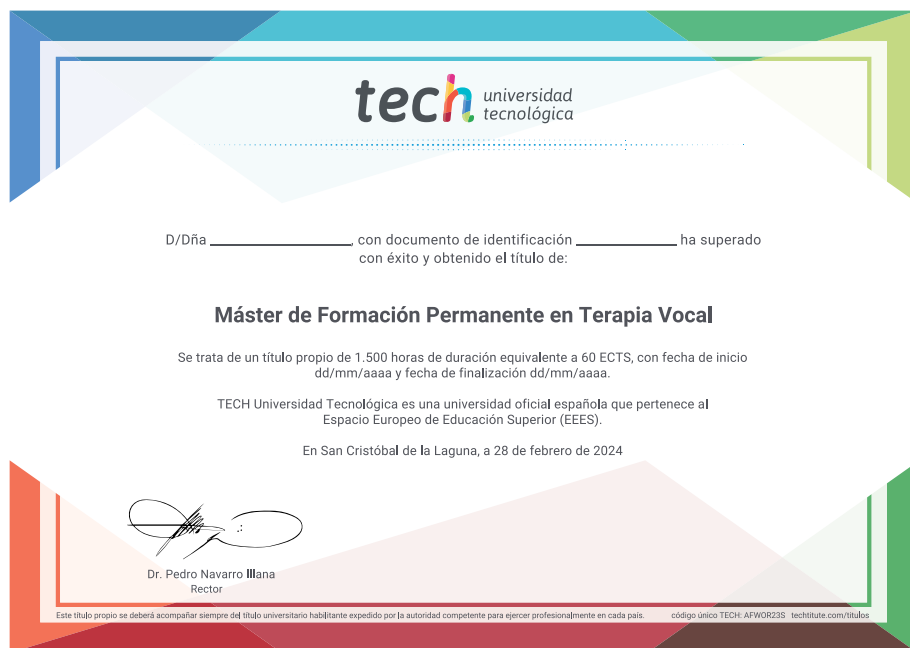 tech universidad
tecnológica
D/Dña ____________________, con documento de identificación ______________ ha superado
con éxito y obtenido el título de:
Máster de Formación Permanente en Terapia Vocal
Se trata de un título propio de 1.500 horas de duración equivalente a 60 ECTS, con fecha de inicio
dd/mm/aaaa y fecha de finalización dd/mm/aaaa.
TECH Universidad Tecnológica es una universidad oficial española que pertenece al
Espacio Europeo de Educación Superior (EEES).
En San Cristóbal de la Laguna, a 28 de febrero de 2024
Dr. Pedro Navarro Illana
Rector
Este título propio se deberá acompañar siempre del título universitario habilitante expedido por la autoridad competente para ejercer profesionalmente en cada país. código único TECH: AFWOR23S techtitute.com/titulos